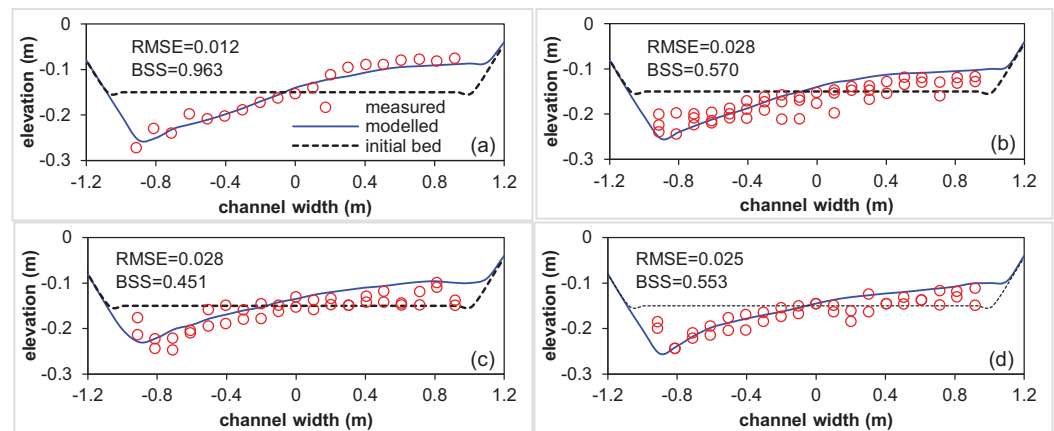 elevation (m)
0
-0.1
-0.2
-0.3
RMSE=0.012
BSS=0.963
measured
modelled
initial bed
(a)
-1.2 -0.8 -0.4 0 0.4 0.8 1.2
channel width (m)
elevation (m)
0
-0.1
-0.2
-0.3
RMSE=0.028
BSS=0.570
(b)
-1.2 -0.8 -0.4 0 0.4 0.8 1.2
channel width (m)
elevation (m)
0
-0.1
-0.2
-0.3
RMSE=0.028
BSS=0.451
(c)
-1.2 -0.8 -0.4 0 0.4 0.8 1.2
channel width (m)
elevation (m)
0
-0.1
-0.2
-0.3
RMSE=0.025
BSS=0.553
(d)
-1.2 -0.8 -0.4 0 0.4 0.8 1.2
channel width (m)